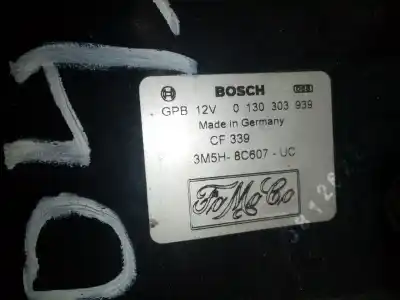 BOSCH
GPB 12V 0 130 303 939
Made in Germany
CF 339
3M5H- 8C607 - UC
FoMoCo